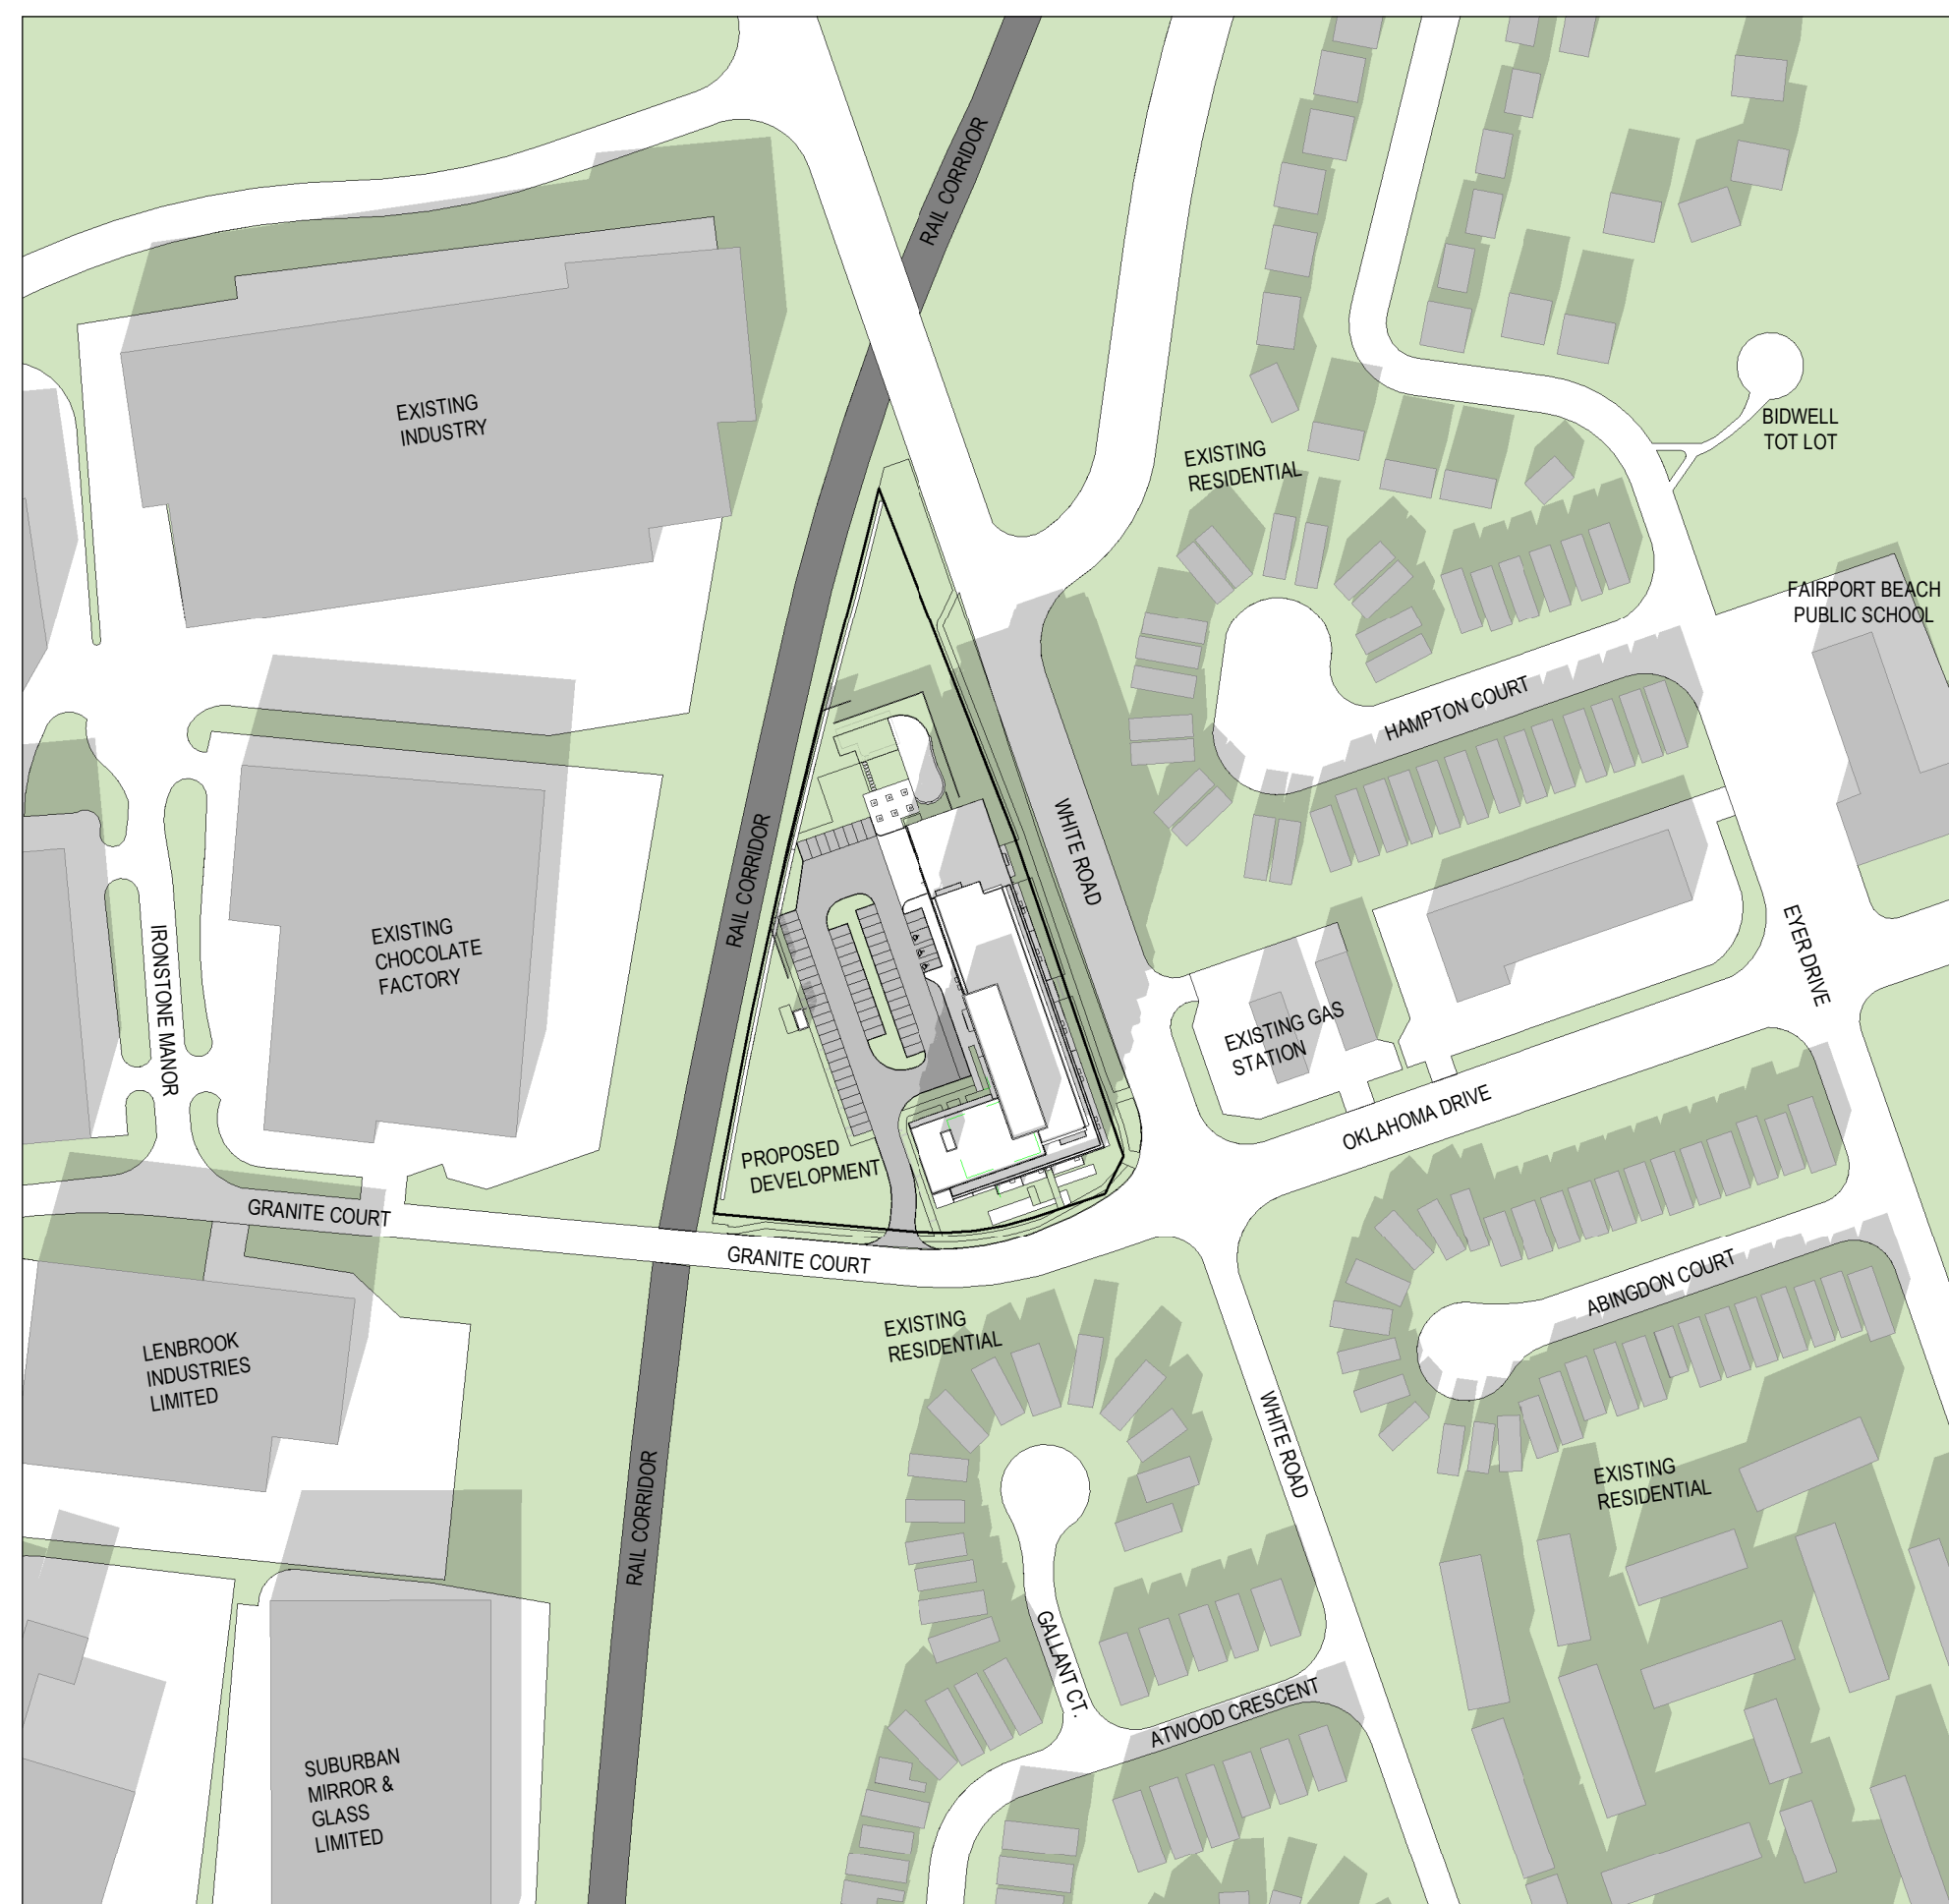 RAIL CORRIDOR
EXISTING
INDUSTRY
BIDWELL
TOT LOT
EXISTING
RESIDENTIAL
FAIRPORT BEACH
PUBLIC SCHOOL
HAMPTON COURT
WHITE ROAD
RAIL CORRIDOR
EXISTING
CHOCOLATE
FACTORY
IRONSTONE MANOR
EYER DRIVE
EXISTING GAS
STATION
OKLAHOMA DRIVE
PROPOSED
DEVELOPMENT
GRANITE COURT
GRANITE COURT
ABINGDON COURT
EXISTING
RESIDENTIAL
LENBROOK
INDUSTRIES
LIMITED
WHITE ROAD
EXISTING
RESIDENTIAL
RAIL CORRIDOR
GALLANT CT.
ATWOOD CRESCENT
SUBURBAN
MIRROR &
GLASS
LIMITED